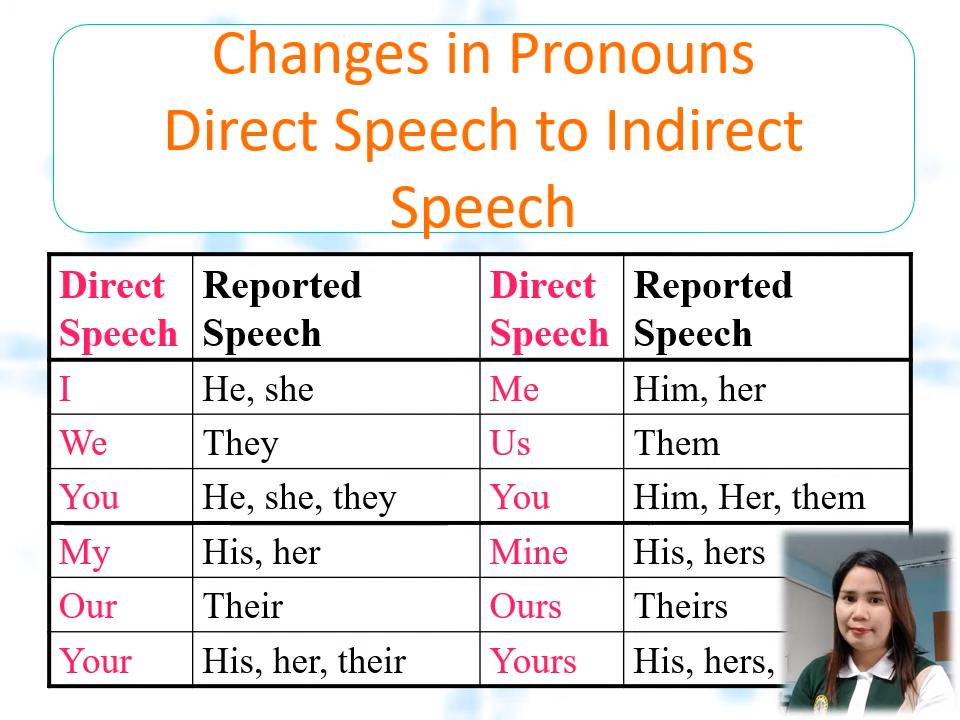 Changes in Pronouns
Direct Speech to Indirect
Speech
Direct Speech Reported Speech Direct Speech Reported Speech
I He, she Me Him, her
We They Us Them
You He, she, they You Him, Her, them
My His, her Mine His, hers
Our Their Ours Theirs
Your His, her, their Yours His, hers,